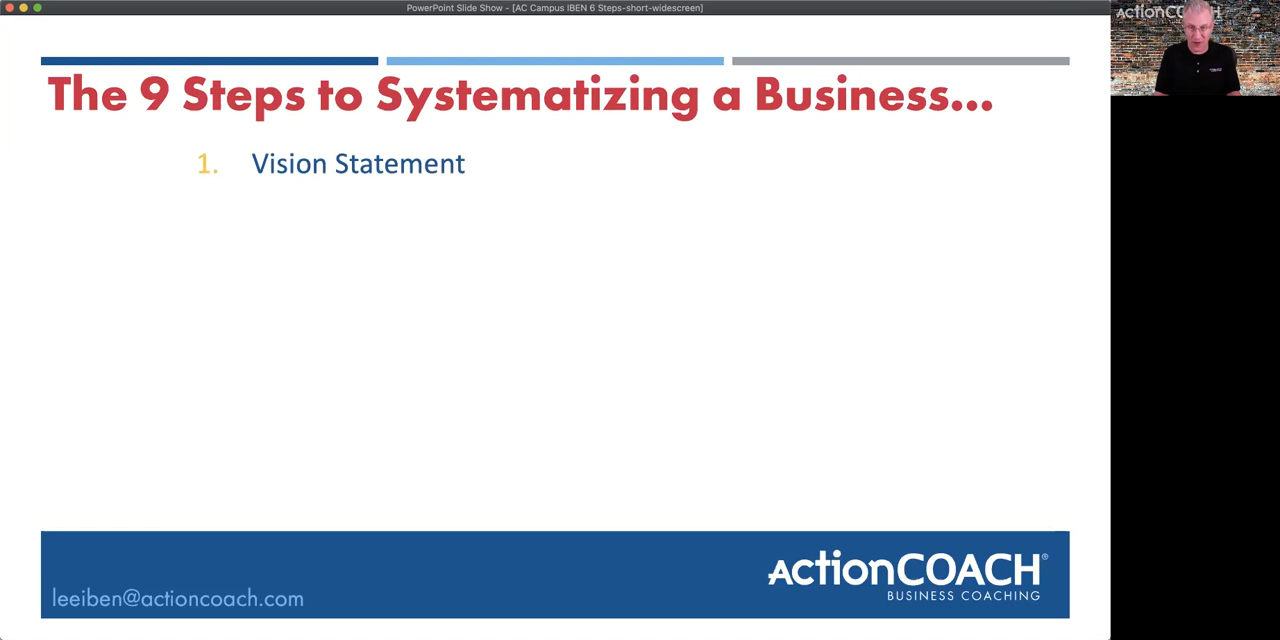 PowerPoint Slide Show - [AC Campus IBEN 6 Steps-short-widescreen]
ActionCOACH
The 9 Steps to Systematizing a Business...
1. Vision Statement
leeiben@actioncoach.com
ActionCOACH®
BUSINESS COACHING